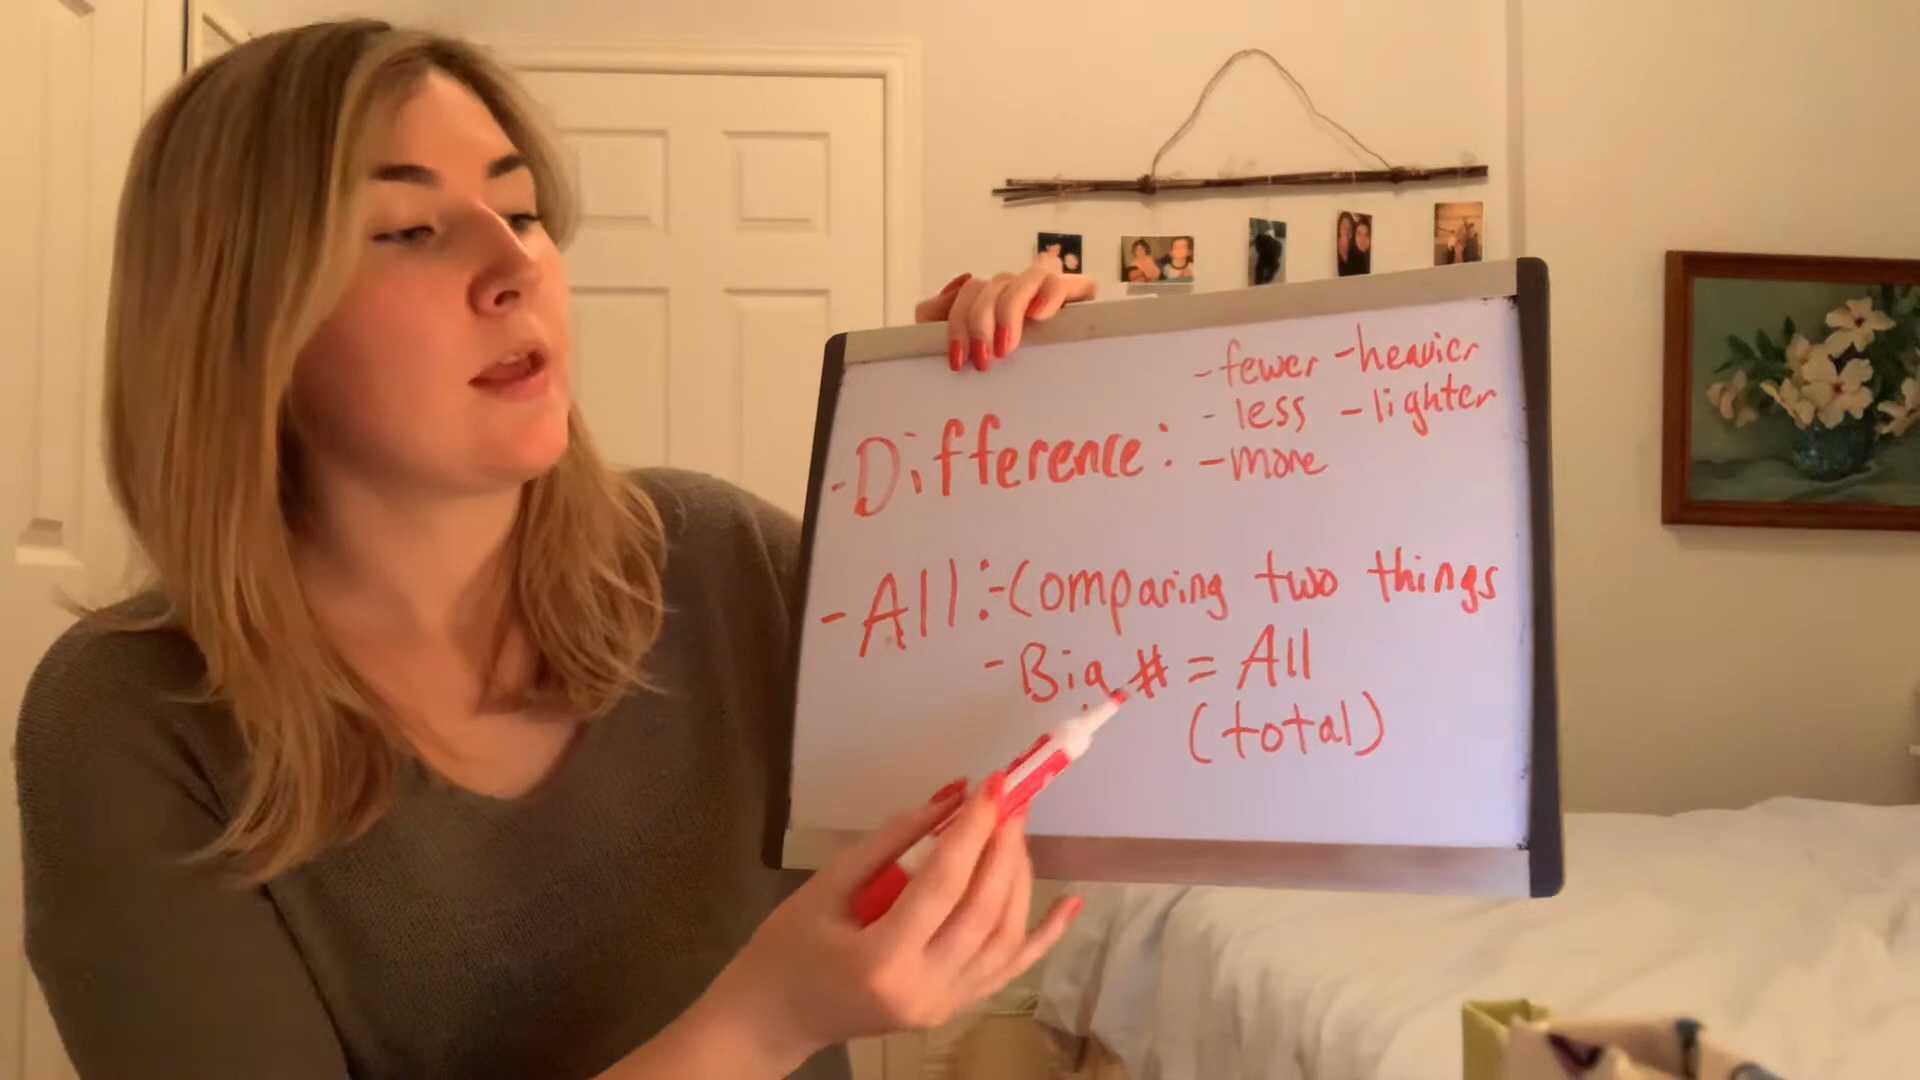 -Difference:
-fewer -heavier
-less -lighter
-more
-All:-Comparing two things
-Big # = All
(total)